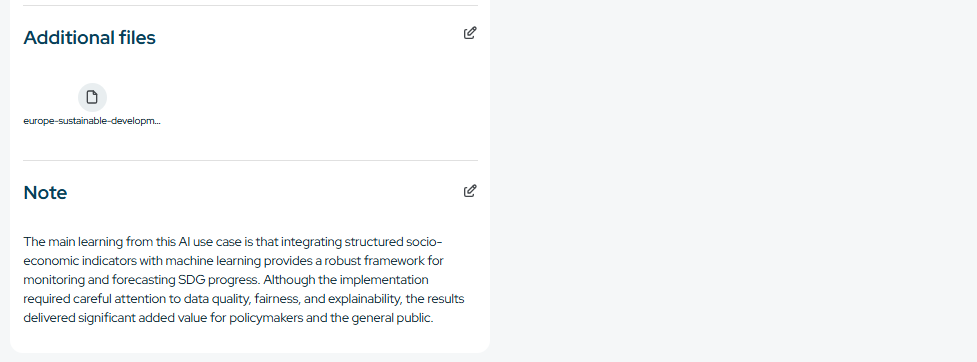 Additional files
europe-sustainable-developm...
Note
The main learning from this AI use case is that integrating structured socio-
economic indicators with machine learning provides a robust framework for
monitoring and forecasting SDG progress. Although the implementation
required careful attention to data quality, fairness, and explainability, the results
delivered significant added value for policymakers and the general public.